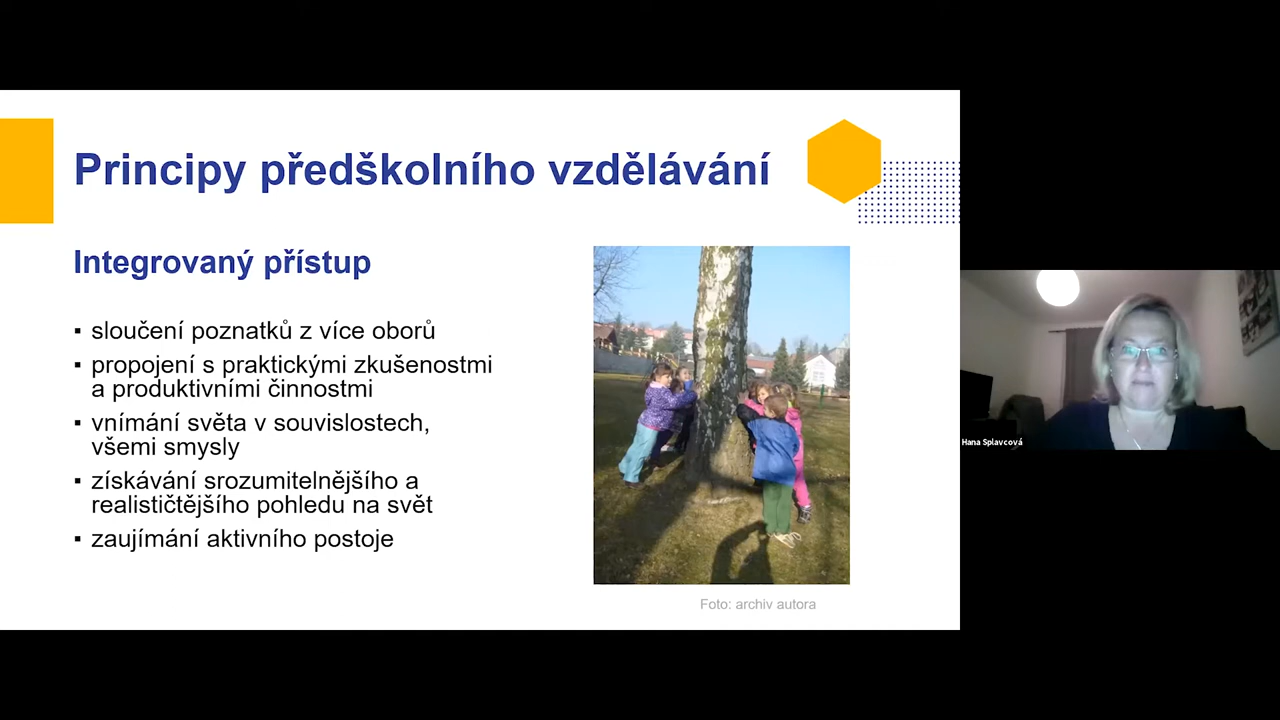 Principy předškolního vzdělávání
Integrovaný přístup
▪ sloučení poznatků z více oborů
▪ propojení s praktickými zkušenostmi
a produktivními činnostmi
▪ vnímání světa v souvislostech,
všemi smysly
▪ získávání srozumitelnějšího a
realističtějšího pohledu na svět
▪ zaujímání aktivního postoje
Foto: archiv autora
Hana Splavcová